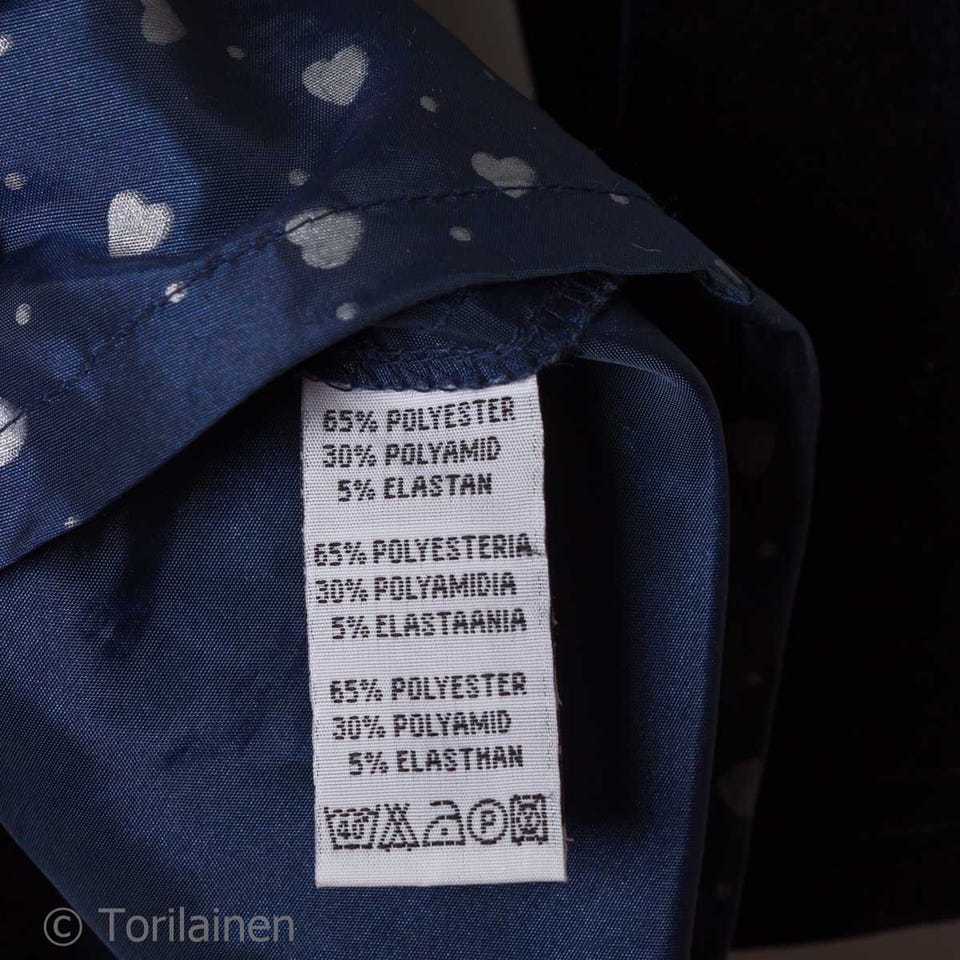 65% POLYESTER
30% POLYAMID
5% ELASTAN
65% POLYESTERIA
30% POLYAMIDIA
5% ELASTAANIA
65% POLYESTER
30% POLYAMID
5% ELASTHAN
40° P
© Torilainen